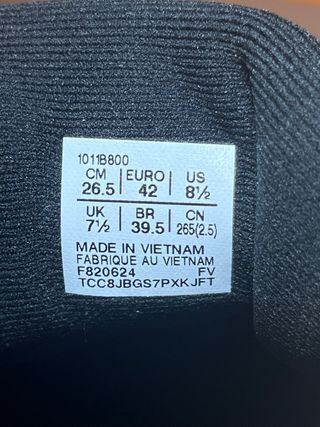 1011B800
CM EURO US
26.5 42 8½
UK BR CN
7½ 39.5 265(2.5)
MADE IN VIETNAM
FABRIQUE AU VIETNAM
F820624 FV
TCC8JBGS7PXKJFT